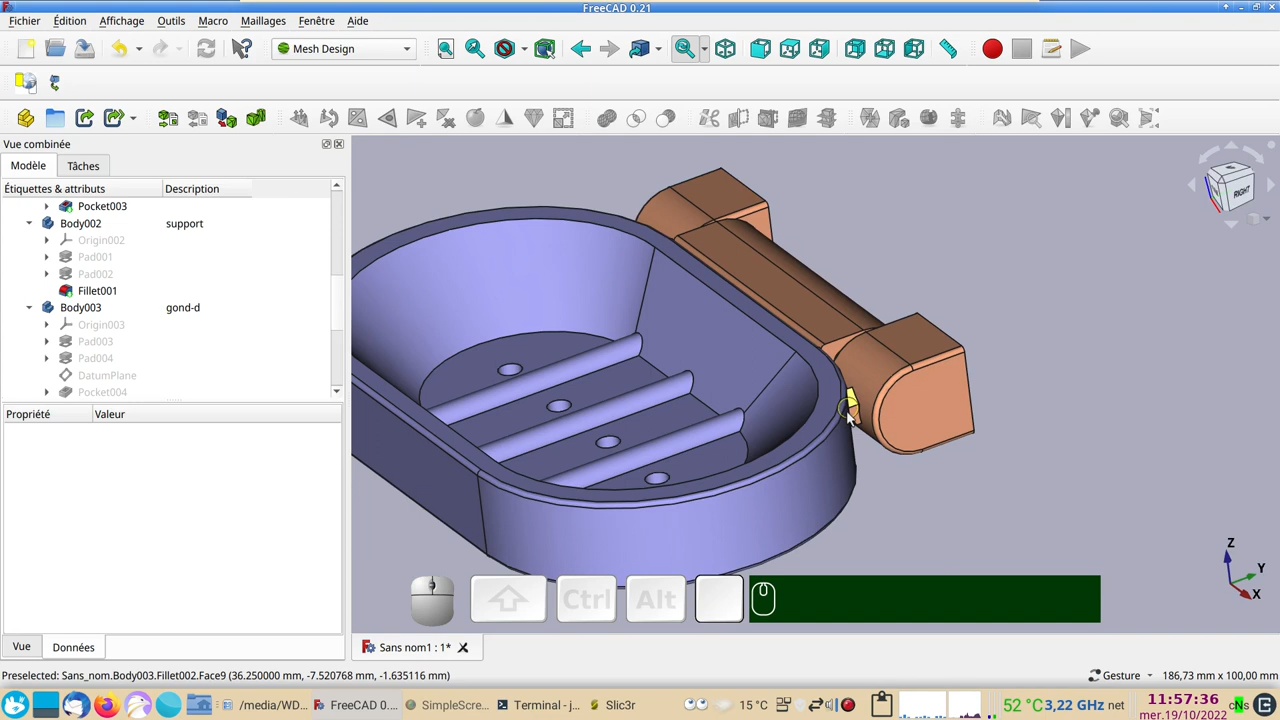 FreeCAD 0.21
Fichier Édition Affichage Outils Macro Maillages Fenêtre Aide
Mesh Design
Vue combinée
Modèle Tâches
Étiquettes & attributs Description
Pocket003
Body002 support
Origin002
Pad001
Pad002
Fillet001
Body003 gond-d
Origin003
Pad003
Pad004
DatumPlane
Pocket004
Propriété Valeur
RIGHT
Z
Y
X
Ctrl Alt
Vue Données
Sans nom1 : 1*
Preselected: Sans_nom.Body003.Fillet002.Face9 (36.250000 mm, -7.520768 mm, -1.635116 mm)
Gesture 186,73 mm x 100,00 mm
/media/WD... FreeCAD 0.... SimpleScre... Terminal - j... Slic3r
15 °C
52 °C 3,22 GHz net
11:57:36
mer.19/10/2022